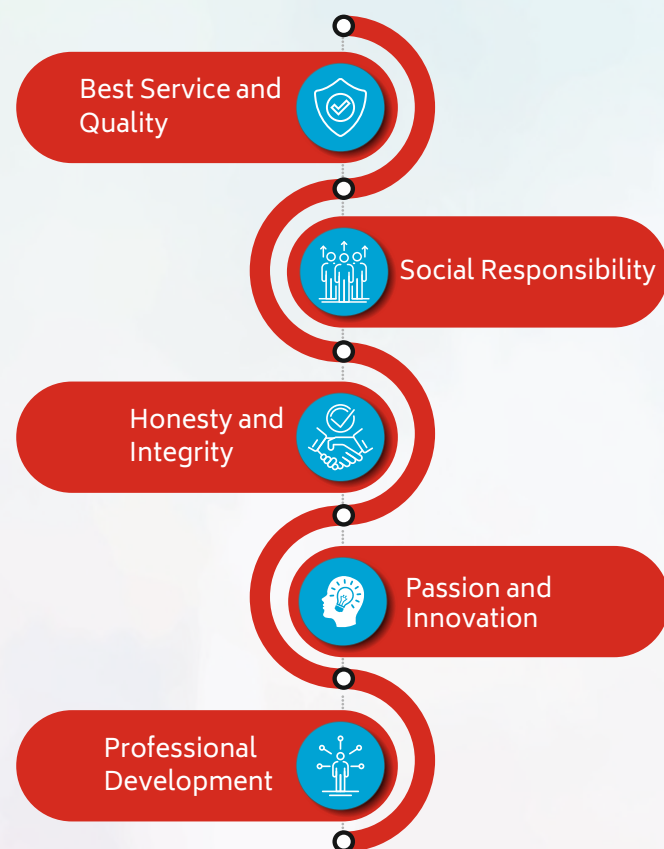 Best Service and
Quality
Social Responsibility
Honesty and
Integrity
Passion and
Innovation
Professional
Development